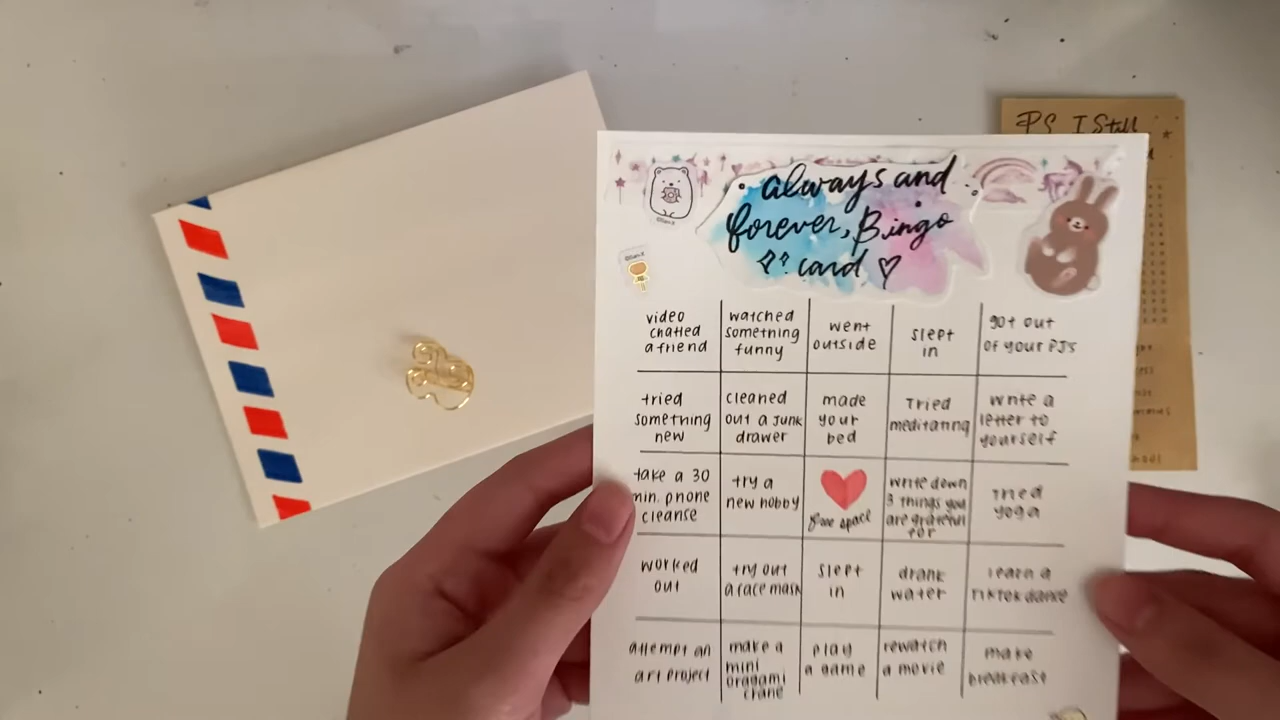 PS. I Still
always and
forever, Bingo
card
video
chatted
a friend
watched
something
funny
went
outside
slept
in
got out
of your PJ's
tried
something
new
cleaned
out a junk
drawer
made
your
bed
Tried
meditating
write a
letter to
yourself
take a 30
min. phone
cleanse
try a
new hobby
free space
write down
3 things you
are grateful
for
Tried
yoga
worked
out
try out
a face mask
slept
in
drank
water
learn a
TikTok dance
attempt an
art project
make a
mini
oragami
crane
play
a game
rewatch
a movie
make
breakfast